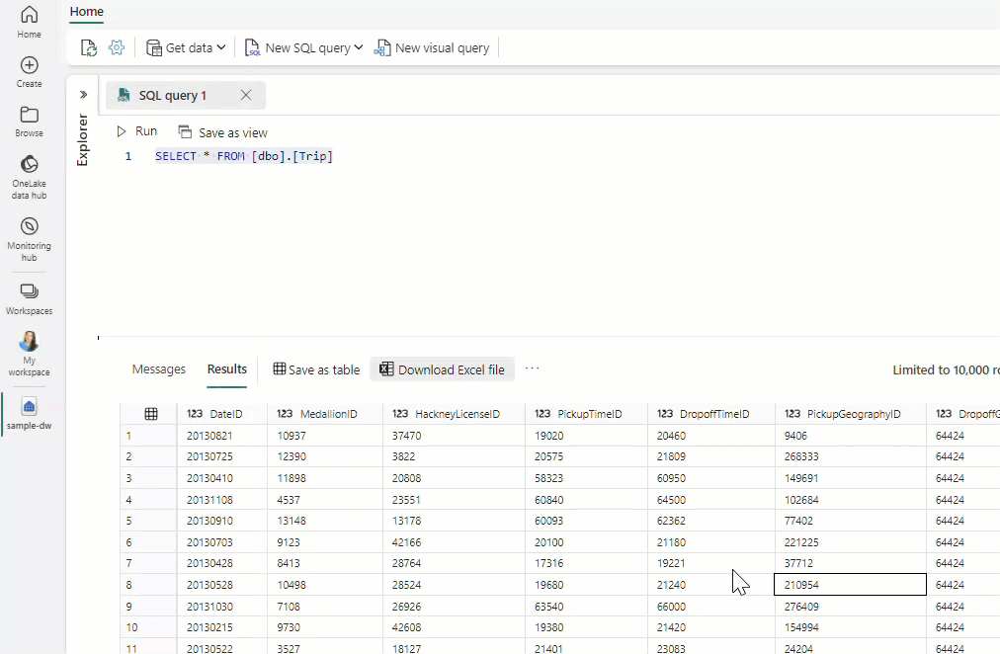 Home
Home
Create
Browse
OneLake
data hub
Monitoring
hub
Workspaces
My
workspace
sample-dw
Get data
New SQL query
New visual query
Explorer
SQL query 1
Run
Save as view
1 SELECT * FROM [dbo].[Trip]
Messages Results Save as table Download Excel file ... Limited to 10,000
123 DateID 123 MedallionID 123 HackneyLicenseID 123 PickupTimeID 123 DropoffTimeID 123 PickupGeographyID 123 DropoffG
1 20130821 10937 37470 19020 20460 9406 64424
2 20130725 12390 3822 20575 21809 268333 64424
3 20130410 11898 20808 58323 60950 149691 64424
4 20131108 4537 23551 60840 64500 102684 64424
5 20130910 13148 13178 60093 62362 77402 64424
6 20130703 9123 42166 20100 21180 221225 64424
7 20130428 8413 28764 17316 19221 37712 64424
8 20130528 10498 28524 19680 21240 210954 64424
9 20131030 7108 26926 63540 66000 276409 64424
10 20130215 9730 42608 19380 21420 154994 64424
11 20130522 3527 18127 21401 23083 24204 64424